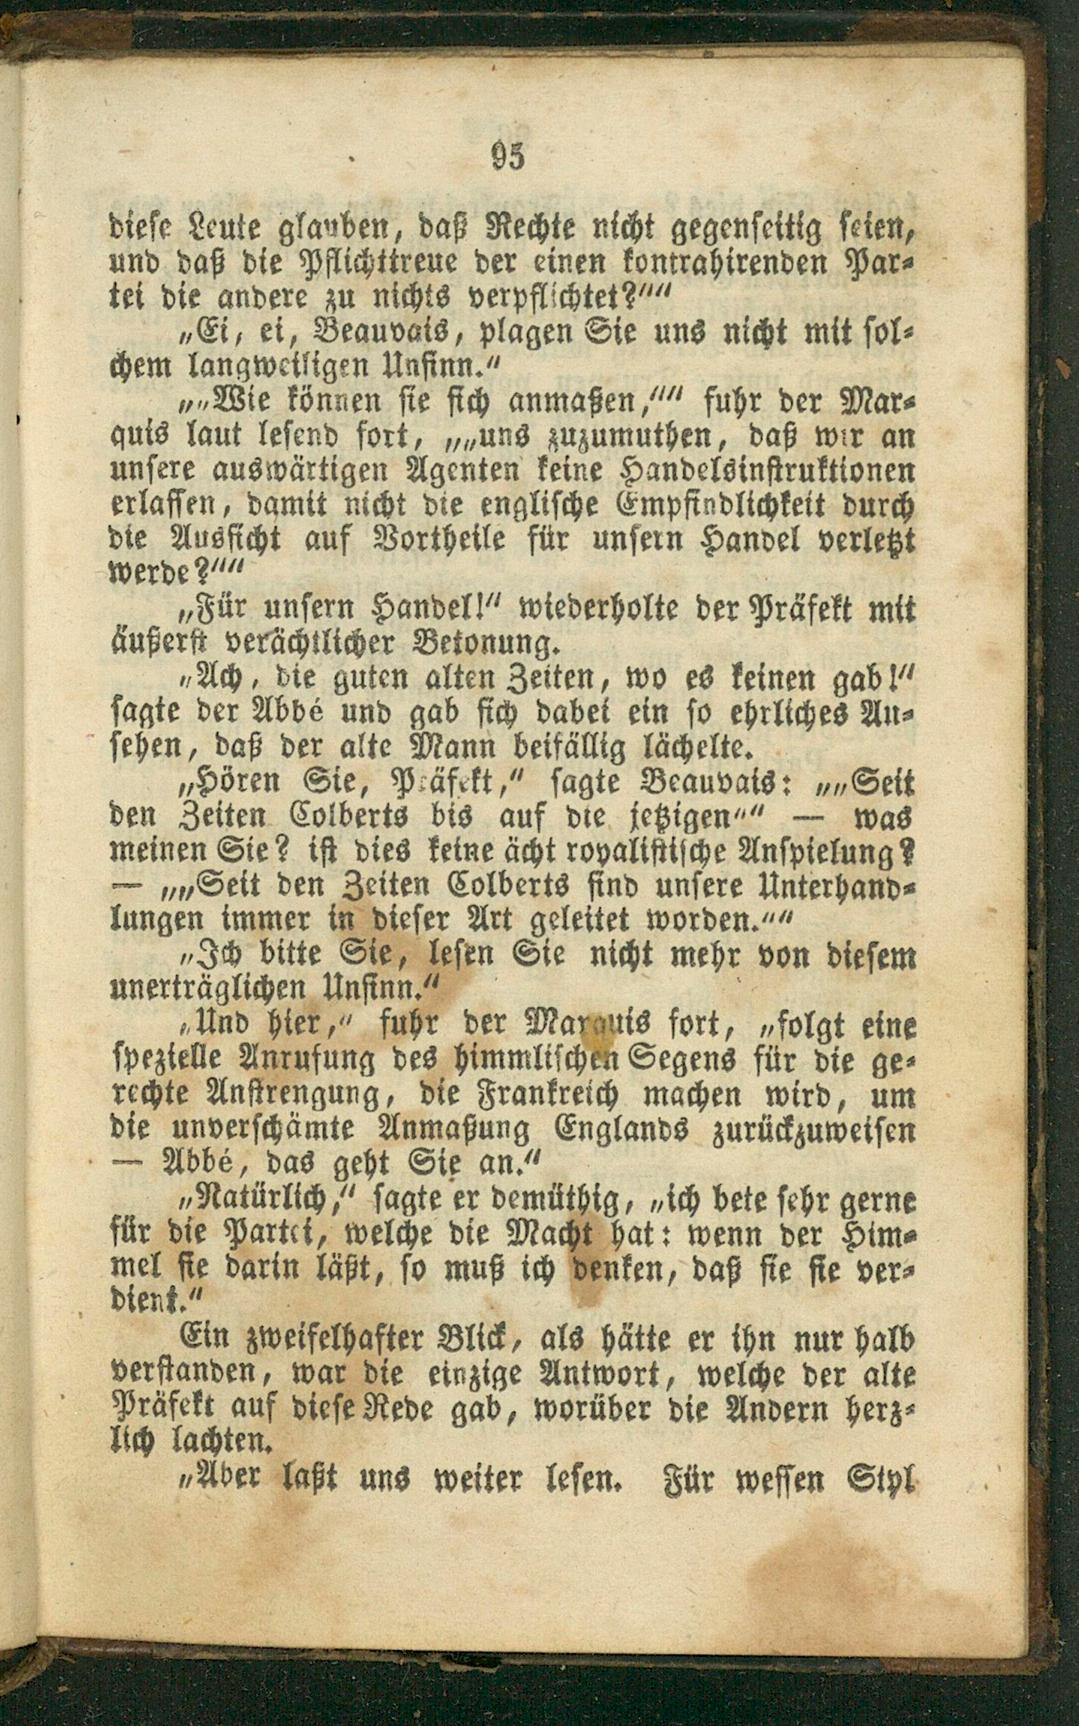 95
diese Leute glauben, daß Rechte nicht gegenseitig seien,
und daß die Pflichttreue der einen kontrahirenden Par-
tei die andere zu nichts verpflichtet?““
„Ei, ei, Beauvais, plagen Sie uns nicht mit sol-
chem langweiligen Unsinn.“
„„Wie können sie sich anmaßen,““ fuhr der Mar-
quis laut lesend fort, „„uns zuzumuthen, daß wir an
unsere auswärtigen Agenten keine Handelsinstruktionen
erlassen, damit nicht die englische Empfindlichkeit durch
die Aussicht auf Vortheile für unsern Handel verletzt
werde?““
„Für unsern Handel!“ wiederholte der Präfekt mit
äußerst verächtlicher Betonung.
„Ach, die guten alten Zeiten, wo es keinen gab!“
sagte der Abbé und gab sich dabei ein so ehrliches An-
sehen, daß der alte Mann beifällig lächelte.
„Hören Sie, Präfekt,“ sagte Beauvais: „„Seit
den Zeiten Colberts bis auf die jetzigen““ — was
meinen Sie? ist dies keine ächt royalistische Anspielung?
— „„Seit den Zeiten Colberts sind unsere Unterhand-
lungen immer in dieser Art geleitet worden.““
„Ich bitte Sie, lesen Sie nicht mehr von diesem
unerträglichen Unsinn.“
„Und hier,“ fuhr der Marquis fort, „folgt eine
spezielle Anrufung des himmlischen Segens für die ge-
rechte Anstrengung, die Frankreich machen wird, um
die unverschämte Anmaßung Englands zurückzuweisen
— Abbé, das geht Sie an.“
„Natürlich,“ sagte er demüthig, „ich bete sehr gerne
für die Partei, welche die Macht hat: wenn der Him-
mel sie darin läßt, so muß ich denken, daß sie sie ver-
dient.“
Ein zweifelhafter Blick, als hätte er ihn nur halb
verstanden, war die einzige Antwort, welche der alte
Präfekt auf diese Rede gab, worüber die Andern herz-
lich lachten.
„Aber laßt uns weiter lesen. Für wessen Styl